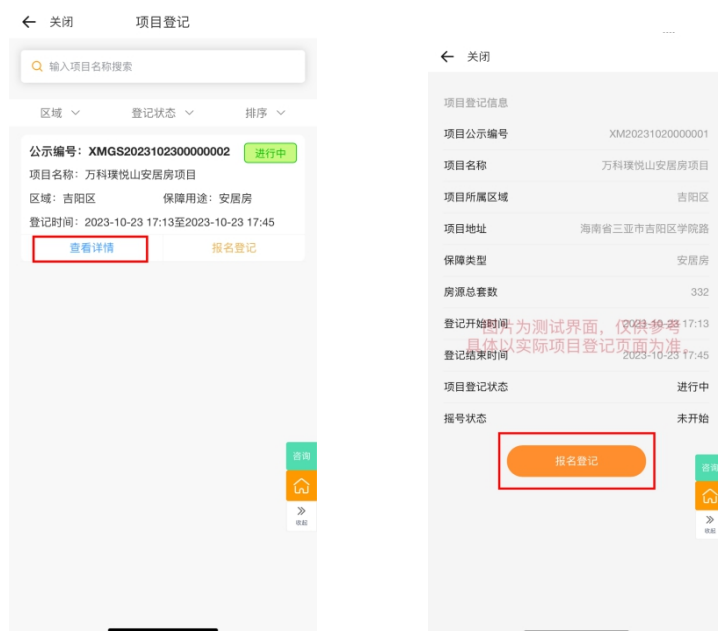 关闭
项目登记
输入项目名称搜索
区域
登记状态
排序
公示编号：XMGS2023102300000002
进行中
项目名称：万科璞悦山安居房项目
区域：吉阳区
保障用途：安居房
登记时间：2023-10-23 17:13至2023-10-23 17:45
查看详情
报名登记
咨询
收起
关闭
项目登记信息
项目公示编号 XM20231020000001
项目名称 万科璞悦山安居房项目
项目所属区域 吉阳区
项目地址 海南省三亚市吉阳区学院路
保障类型 安居房
房源总套数 332
登记开始时间 2023-10-23 17:13
图片为测试界面，仅供参考
具体以实际项目登记页面为准。
登记结束时间 2023-10-23 17:45
项目登记状态 进行中
摇号状态 未开始
报名登记
咨询
收起